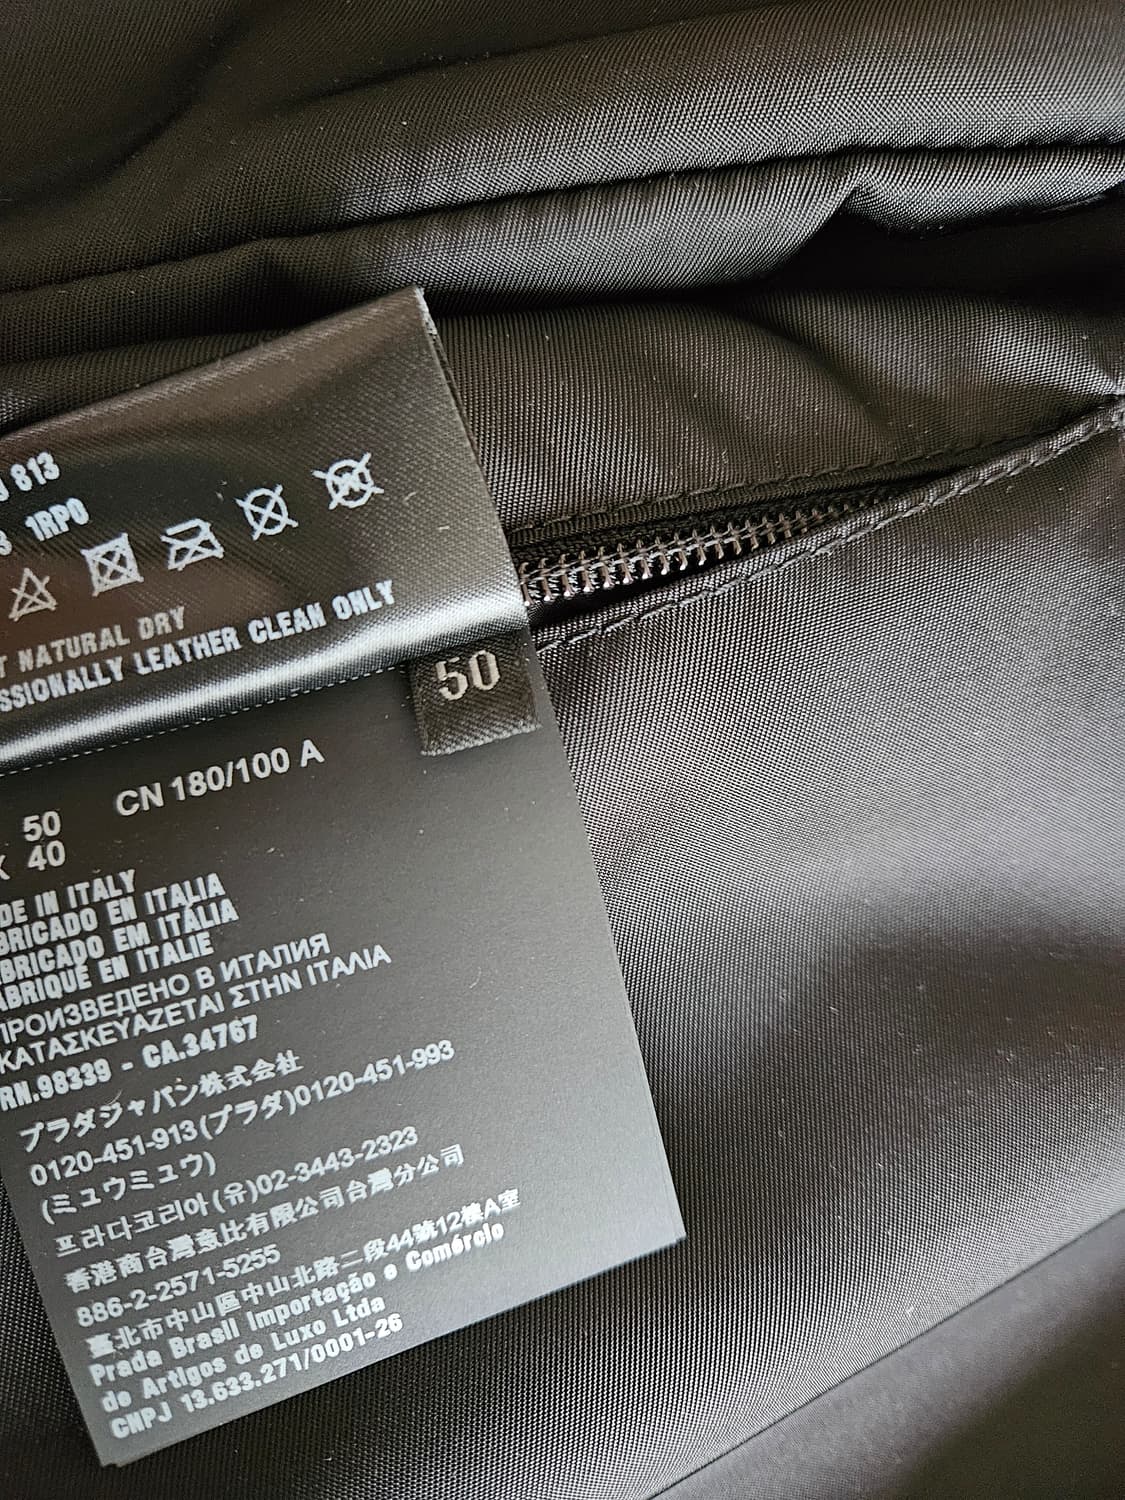 813
1RP0
NATURAL DRY
SSIONALLY LEATHER CLEAN ONLY
50
CN 180/100 A
50
40
DE IN ITALY
BRICADO EN ITALIA
BRICADO EM ITÁLIA
ABRIQUÉ EN ITALIE
ПРОИЗВЕДЕНО В ИТАЛИЯ
ΚΑΤΑΣΚΕΥΑΖΕΤΑΙ ΣΤΗΝ ΙΤΑΛΙΑ
RN.98339 - CA.34767
プラダジャパン株式会社
0120-451-913(プラダ)0120-451-993
(ミュウミュウ)
프라다코리아(유)02-3443-2323
香港商台灣意比有限公司台灣分公司
886-2-2571-5255
臺北市中山區中山北路二段44號12樓A室
Prada Brasil Importação e Comércio
de Artigos de Luxo Ltda
CNPJ 13.633.271/0001-26